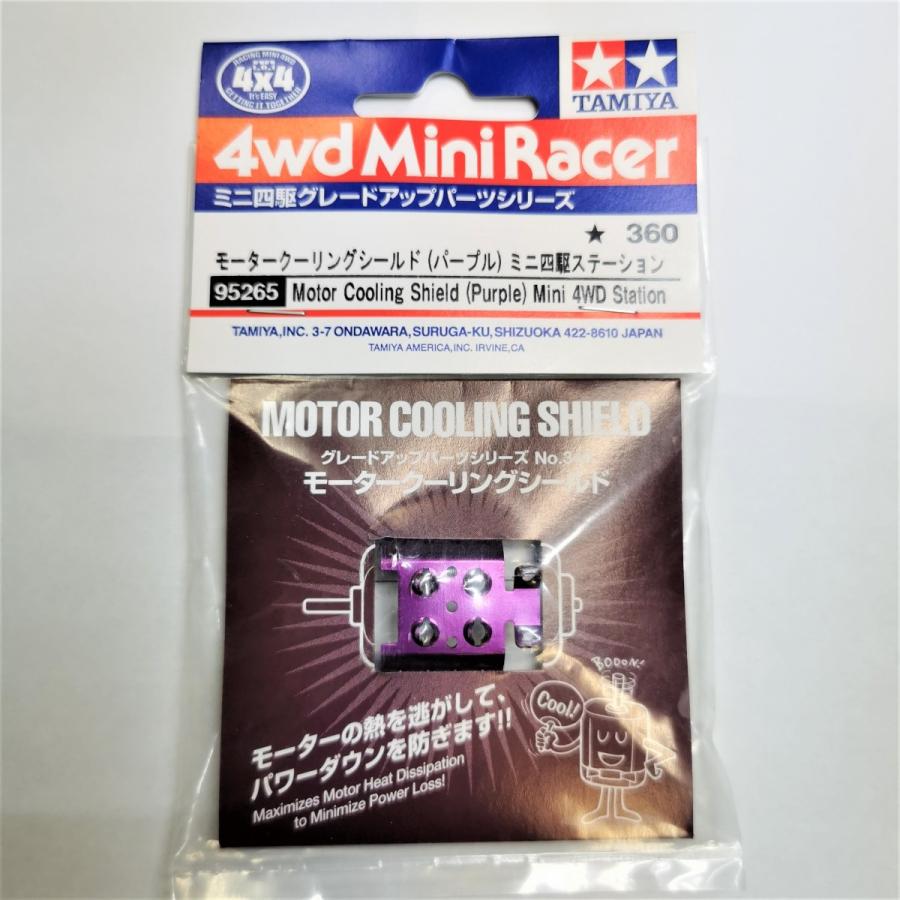 RACING MINI 4WD
4x4
It's EASY
GETTING IT TOGETHER
TAMIYA
4wd Mini Racer
ミニ四駆グレードアップパーツシリーズ
★ 360
モータークーリングシールド (パープル) ミニ四駆ステーション
95265 Motor Cooling Shield (Purple) Mini 4WD Station
TAMIYA,INC. 3-7 ONDAWARA, SURUGA-KU, SHIZUOKA 422-8610 JAPAN
TAMIYA AMERICA,INC. IRVINE,CA
MOTOR COOLING SHIELD
グレードアップパーツシリーズ
モータークーリングシールド
BOOON!
Cool!
モーターの熱を逃がして、
パワーダウンを防ぎます!!
Maximizes Motor Heat Dissipation
to Minimize Power Loss!